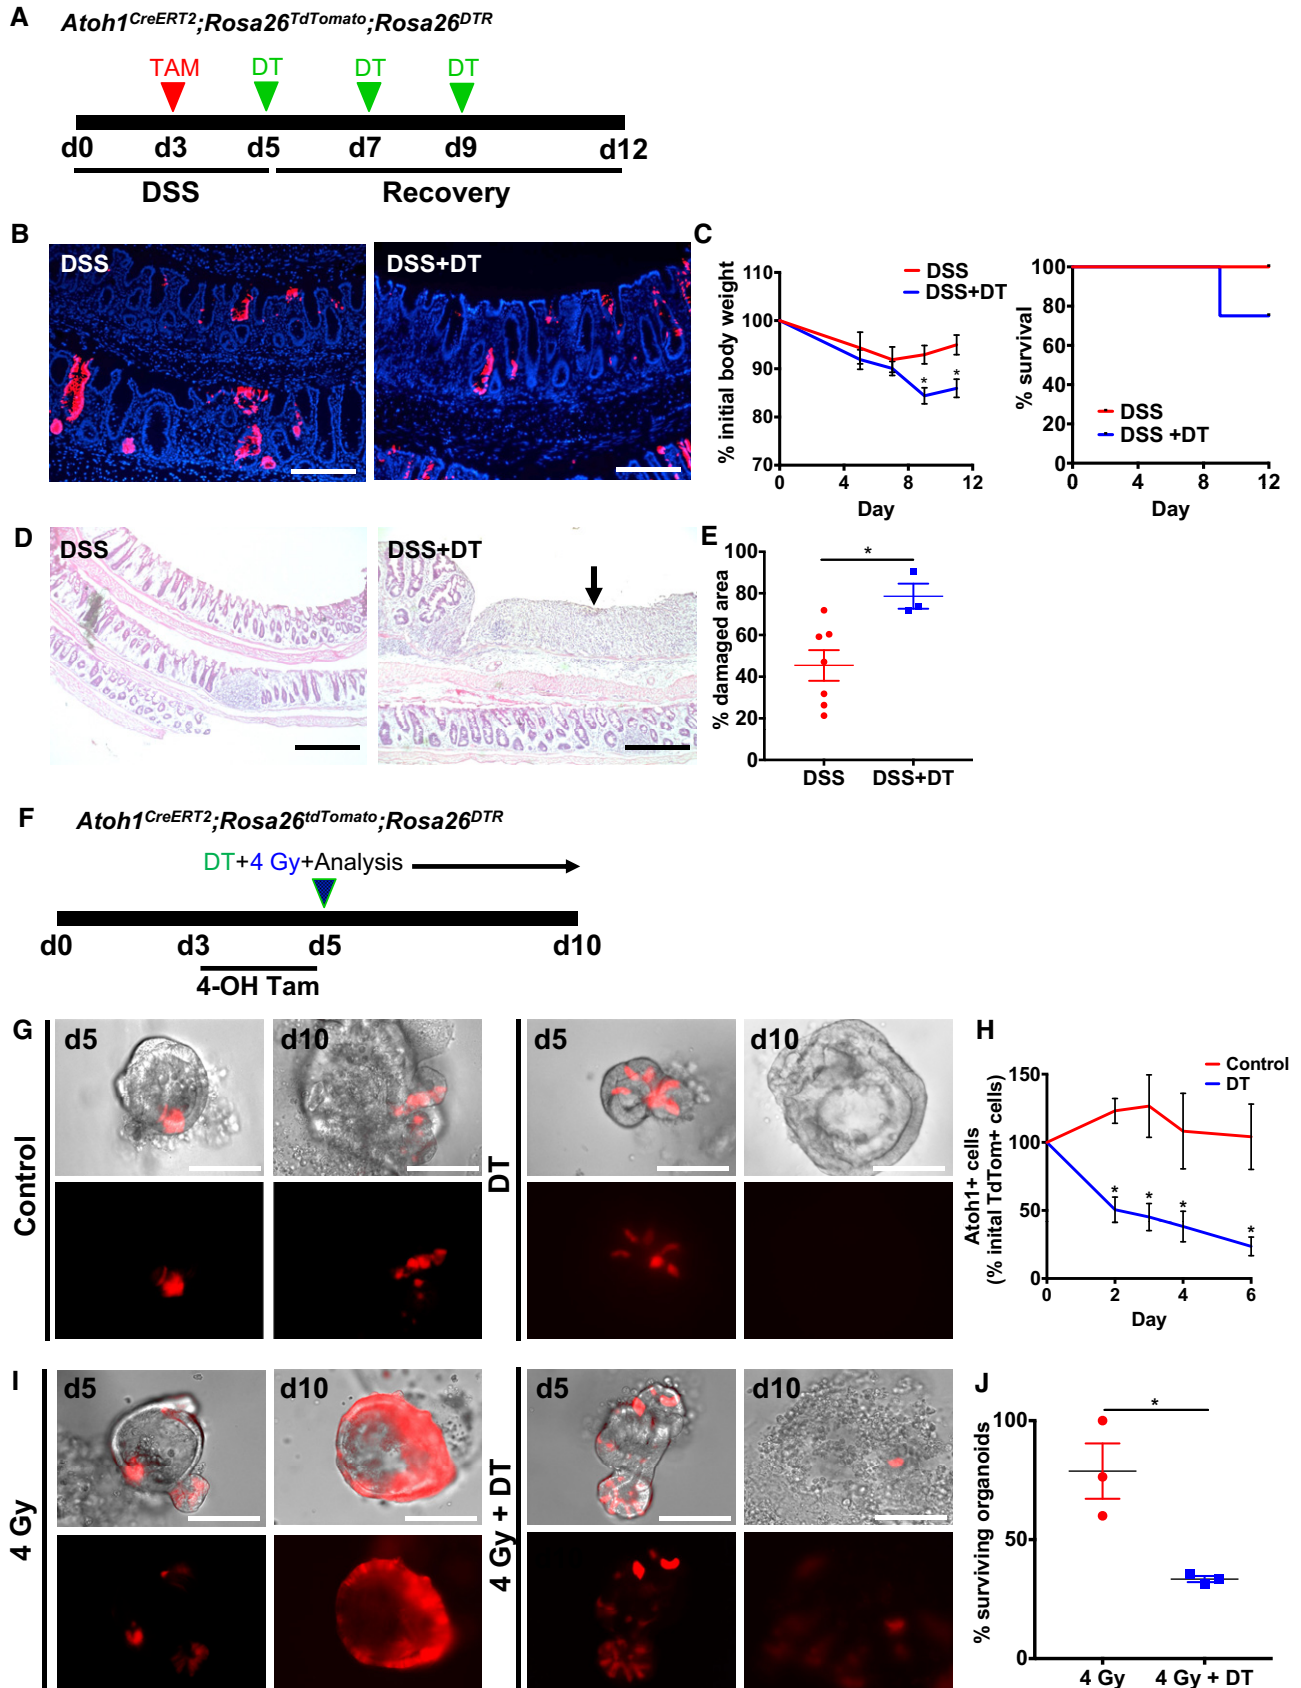 A
Atoh1CreERT2;Rosa26TdTomato;Rosa26DTR
TAM DT DT DT
d0 d3 d5 d7 d9 d12
DSS Recovery
B
DSS
DSS+DT
C
% initial body weight
110
100
90
80
70
0 4 8 12
Day
DSS
DSS+DT
* *
% survival
100
80
60
40
20
0
0 4 8 12
Day
DSS
DSS +DT
D
DSS
DSS+DT
E
% damaged area
100
80
60
40
20
0
*
DSS DSS+DT
F
Atoh1CreERT2;Rosa26tdTomato;Rosa26DTR
DT+4 Gy+Analysis
d0 d3 d5 d10
4-OH Tam
G
Control
d5
d10
DT
d5
d10
H
Atoh1+ cells
(% inital TdTom+ cells)
150
100
50
0
0 2 4 6
Day
Control
DT
* * * *
I
4 Gy
d5
d10
4 Gy + DT
d5
d10
J
% surviving organoids
100
50
0
*
4 Gy 4 Gy + DT